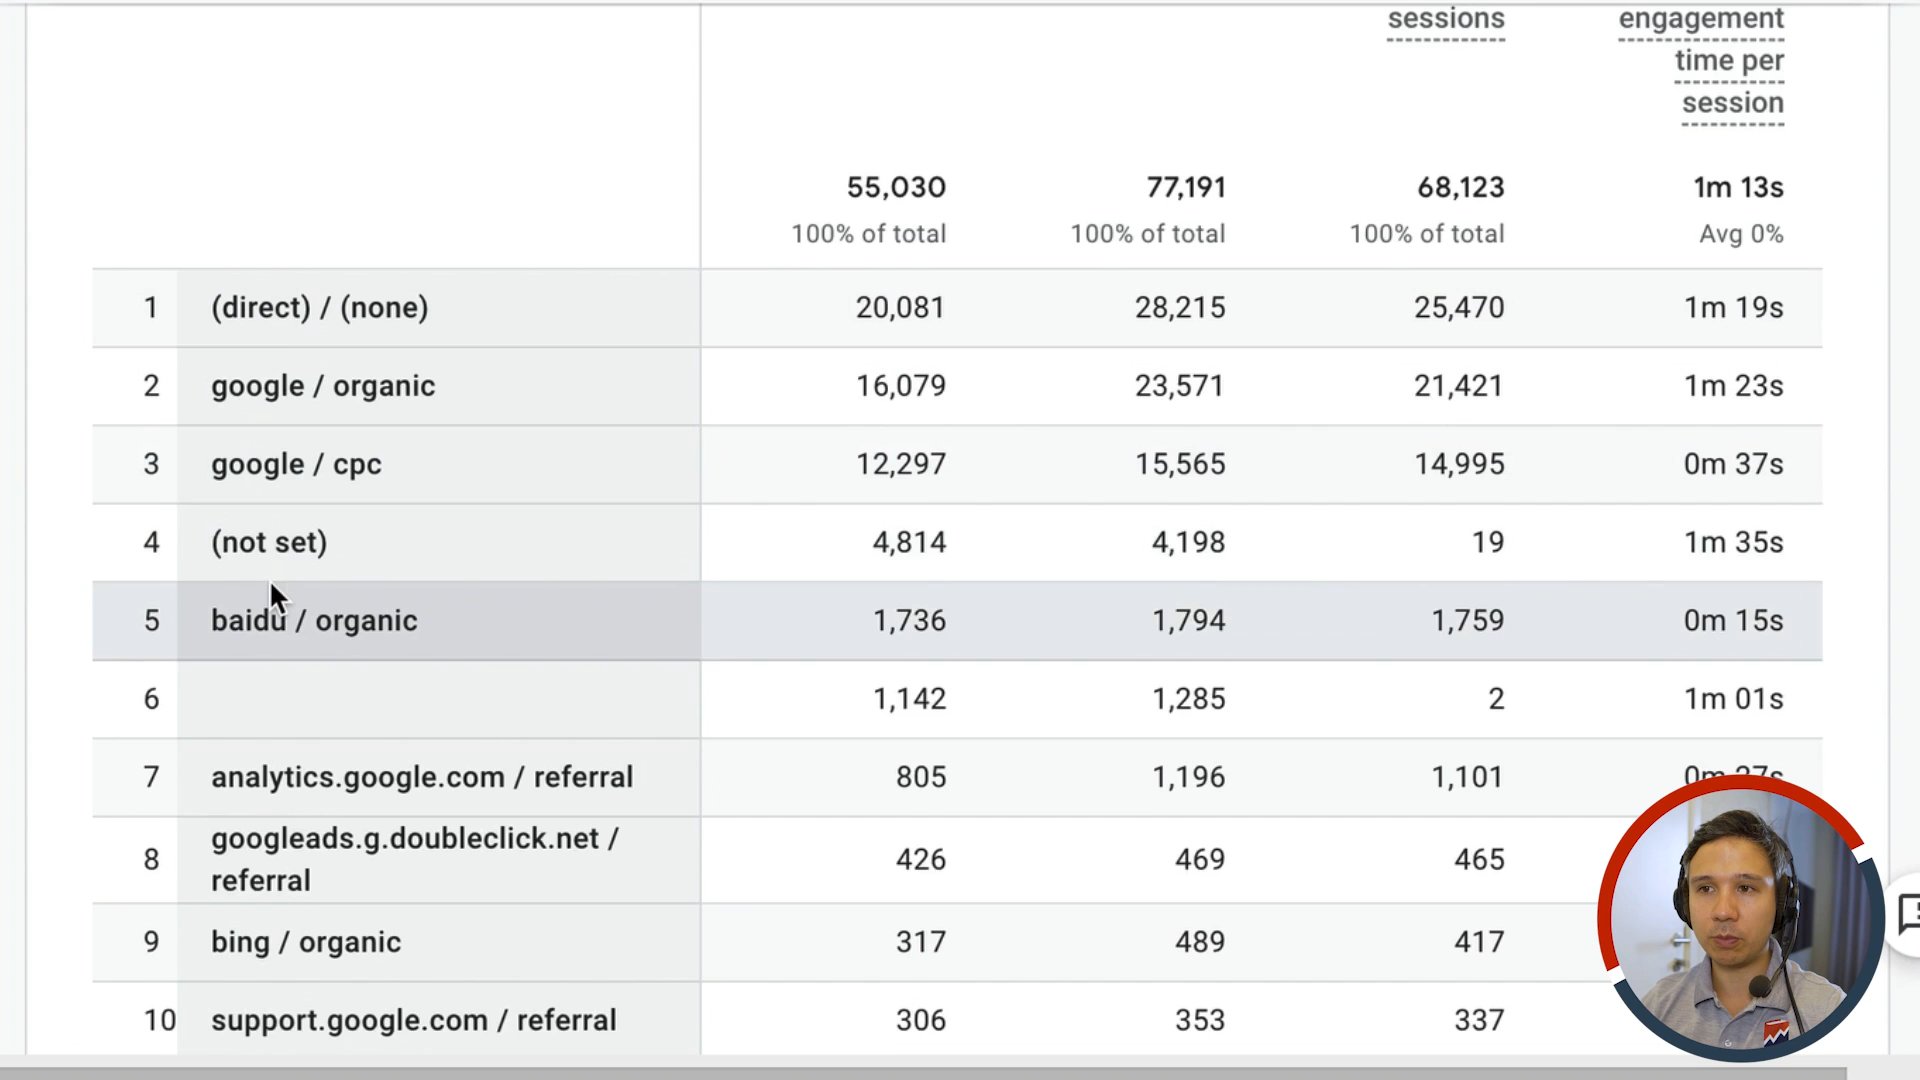 sessions
engagement
time per
session
55,030 77,191 68,123 1m 13s
100% of total 100% of total 100% of total Avg 0%
1 (direct) / (none) 20,081 28,215 25,470 1m 19s
2 google / organic 16,079 23,571 21,421 1m 23s
3 google / cpc 12,297 15,565 14,995 0m 37s
4 (not set) 4,814 4,198 19 1m 35s
5 baidu / organic 1,736 1,794 1,759 0m 15s
6 1,142 1,285 2 1m 01s
7 analytics.google.com / referral 805 1,196 1,101
8 googleads.g.doubleclick.net /
referral 426 469 465
9 bing / organic 317 489 417
10 support.google.com / referral 306 353 337